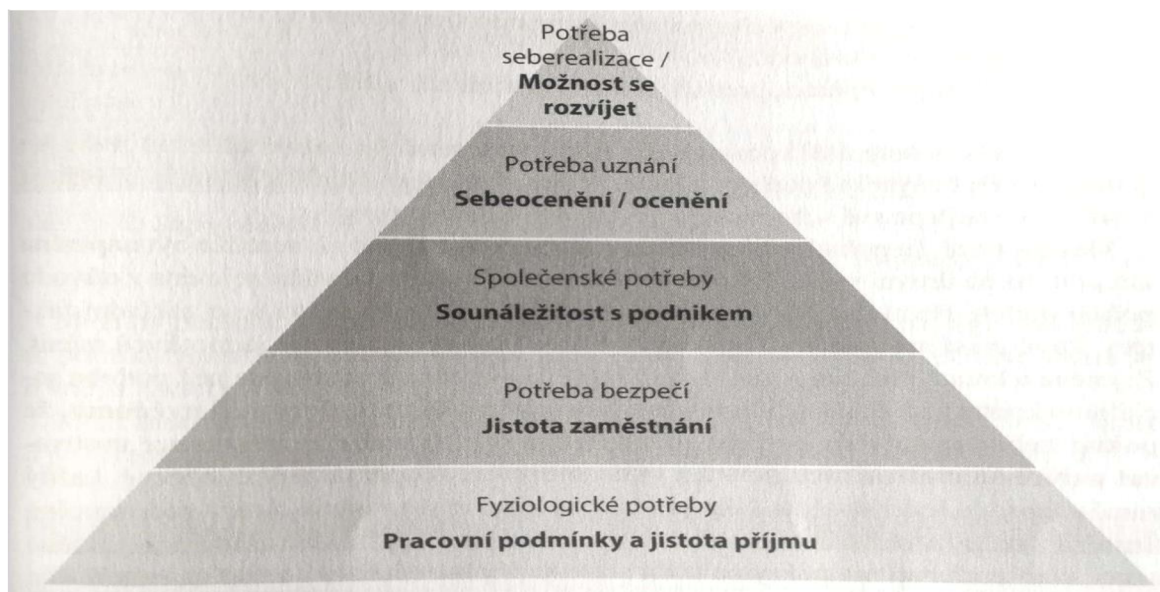 Potřeba
seberealizace /
Možnost se
rozvíjet
Potřeba uznání
Sebeocenění / ocenění
Společenské potřeby
Sounáležitost s podnikem
Potřeba bezpečí
Jistota zaměstnání
Fyziologické potřeby
Pracovní podmínky a jistota příjmu